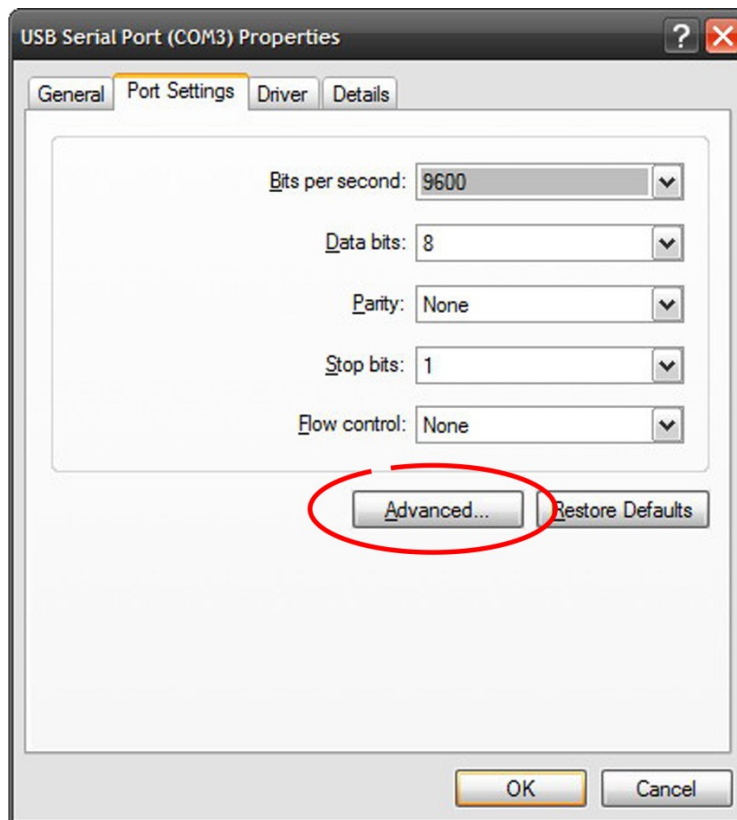 USB Serial Port (COM3) Properties
General Port Settings Driver Details
Bits per second: 9600
Data bits: 8
Parity: None
Stop bits: 1
Flow control: None
Advanced... Restore Defaults
OK Cancel